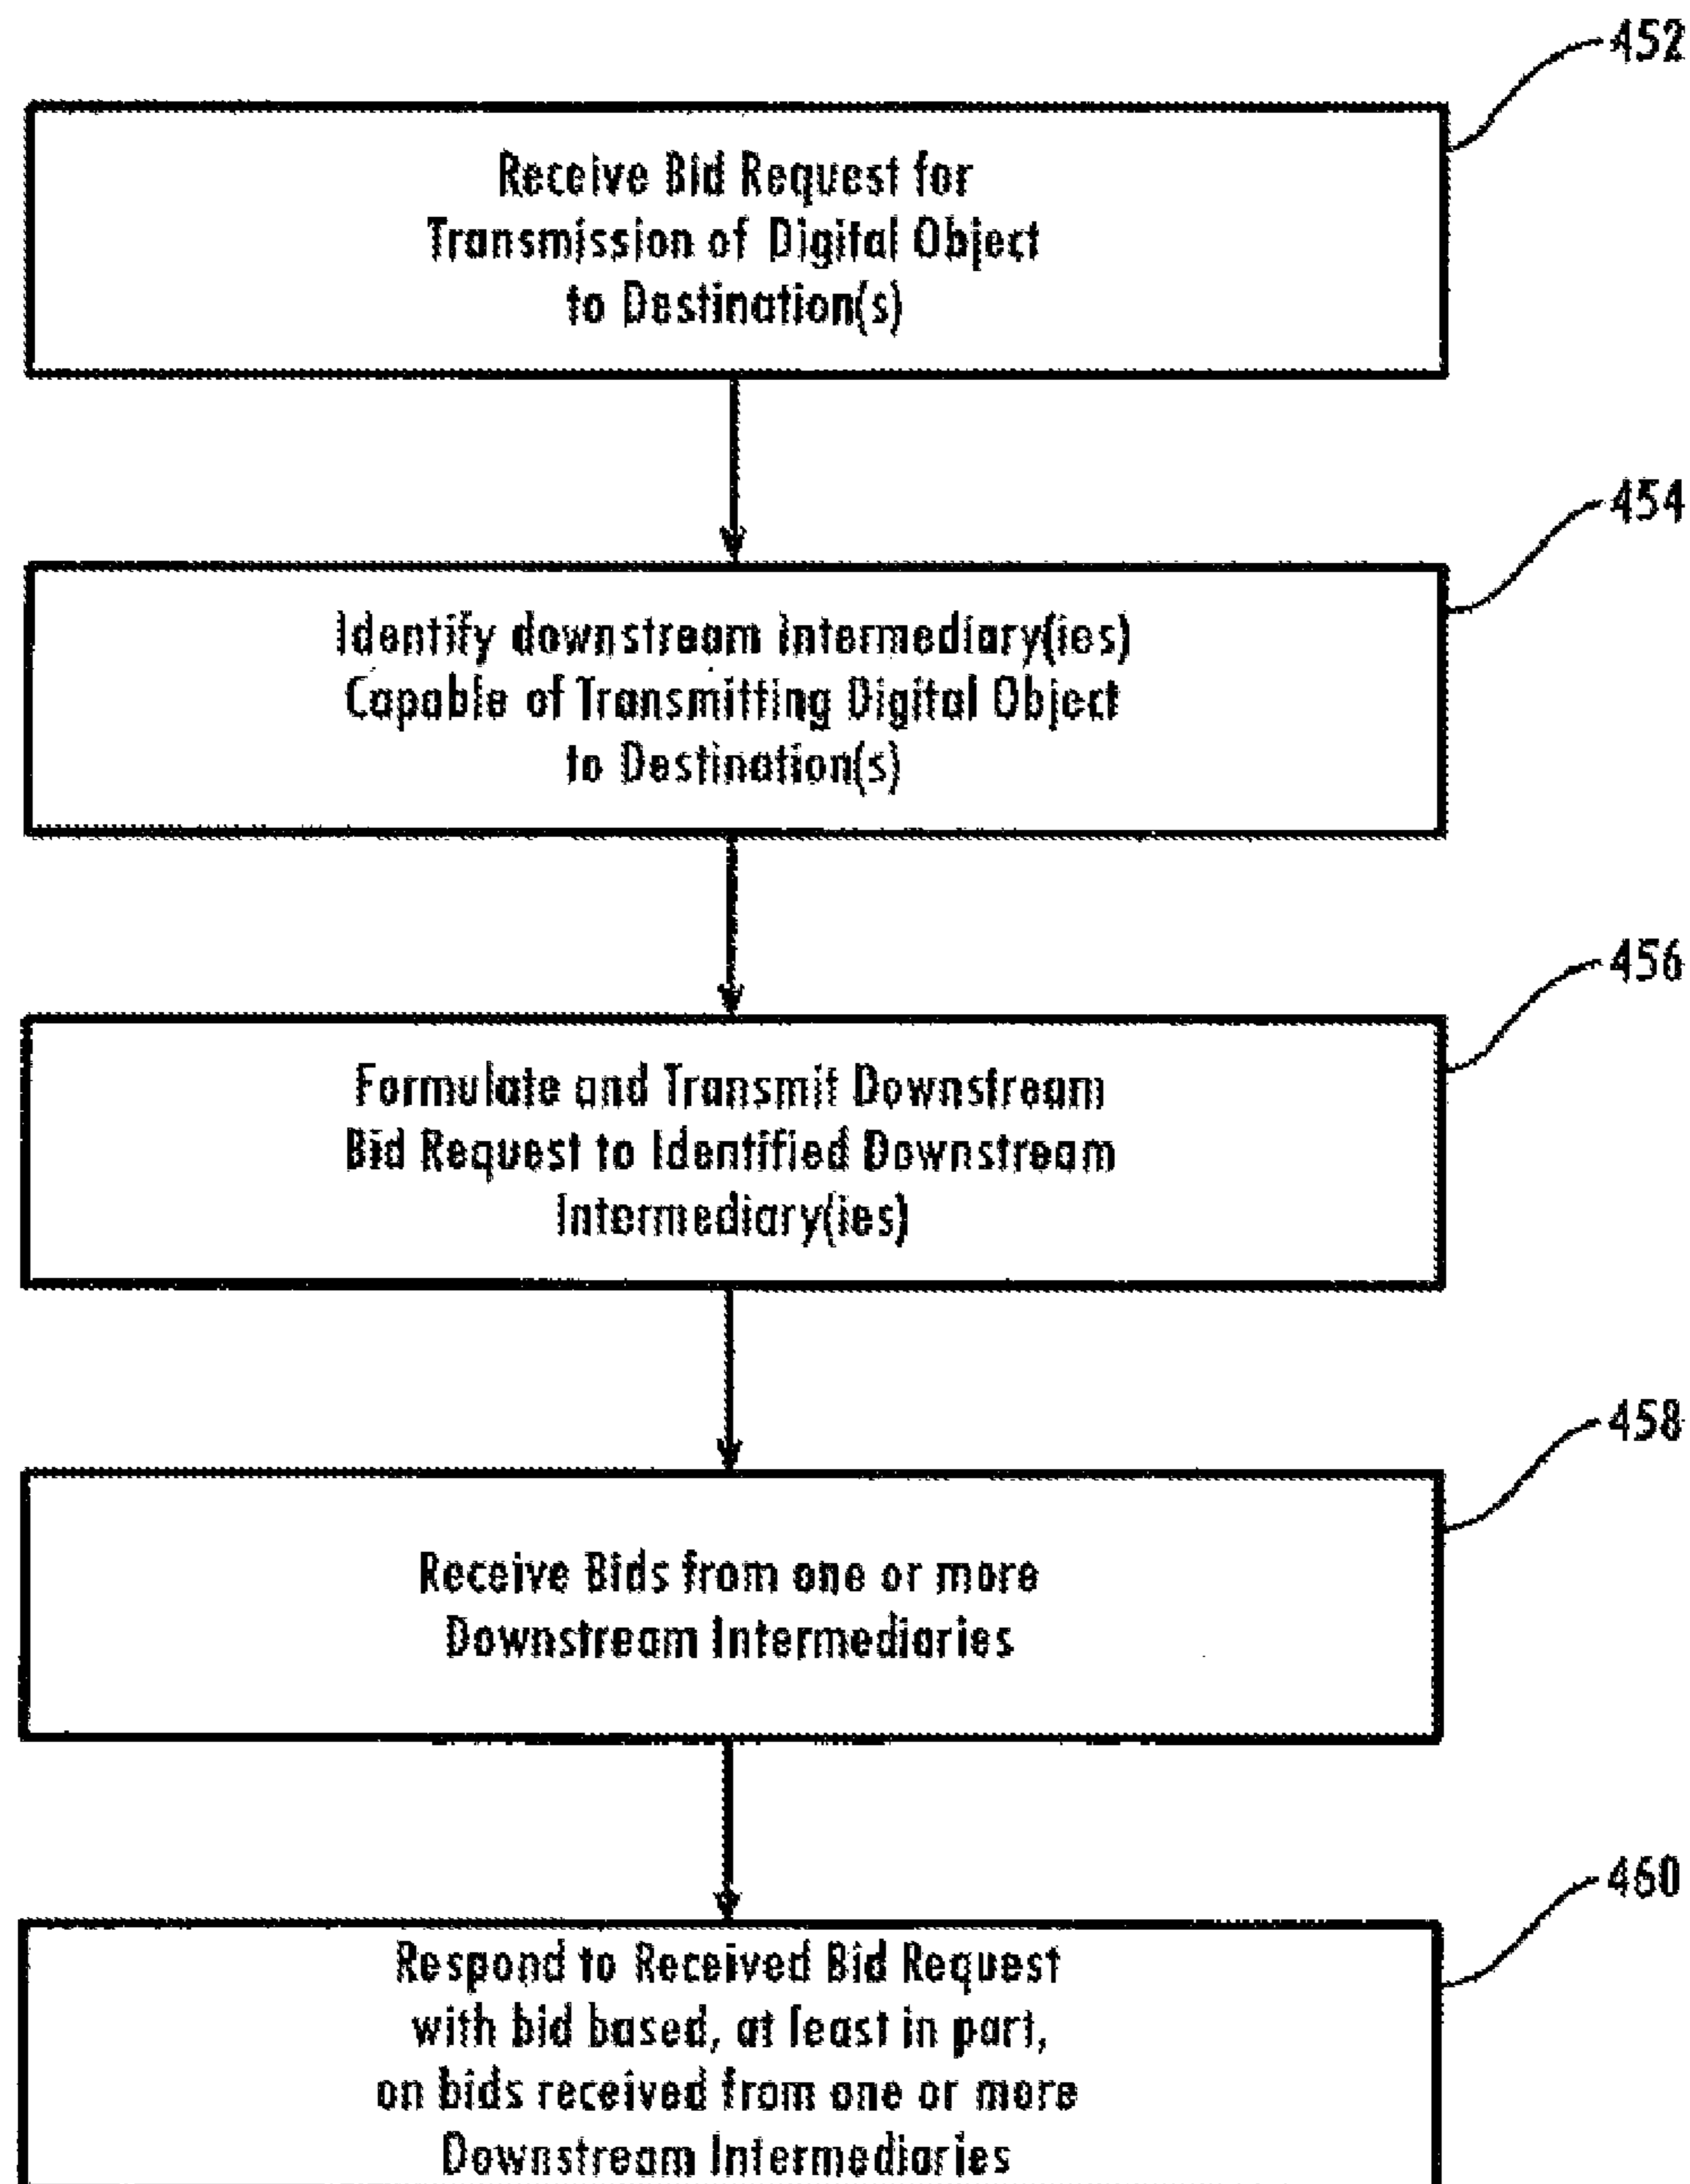 452
Receive Bid Request for
Transmission of Digital Object
to Destination(s)
454
Identify downstream Intermediary(ies)
Capable of Transmitting Digital Object
to Destination(s)
456
Formulate and Transmit Downstream
Bid Request to Identified Downstream
Intermediary(ies)
458
Receive Bids from one or more
Downstream Intermediaries
460
Respond to Received Bid Request
with bid based, at least in part,
on bids received from one or more
Downstream Intermediaries